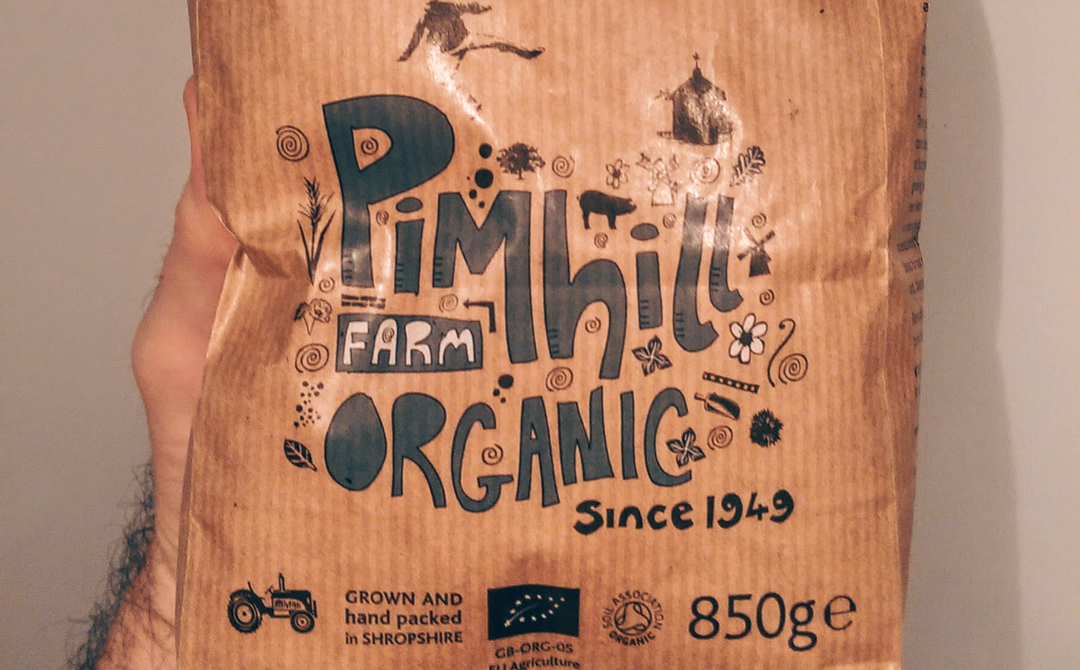 Pimhill
FARM
ORGANIC
Since 1949
GROWN AND
hand packed
in SHROPSHIRE
GB-ORG-05
EU Agriculture
SOIL ASSOCIATION
ORGANIC
850g e